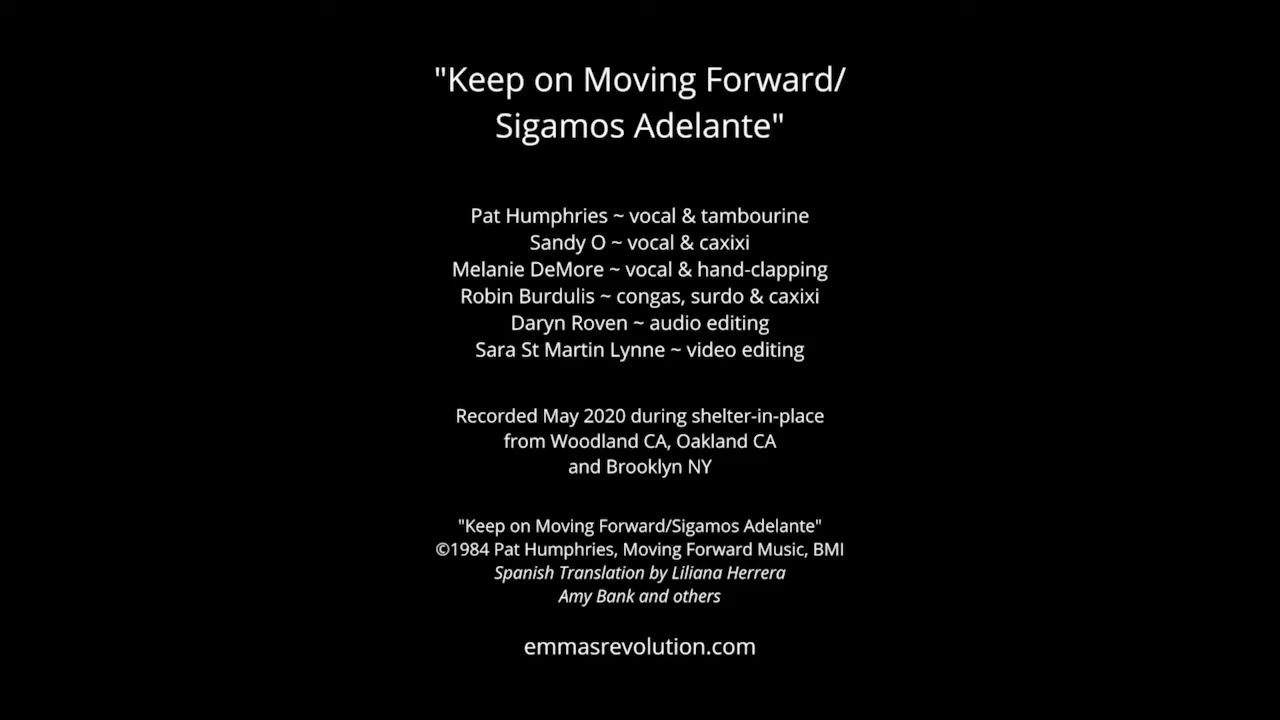 "Keep on Moving Forward/
Sigamos Adelante"
Pat Humphries ~ vocal & tambourine
Sandy O ~ vocal & caxixi
Melanie DeMore ~ vocal & hand-clapping
Robin Burdulis ~ congas, surdo & caxixi
Daryn Roven ~ audio editing
Sara St Martin Lynne ~ video editing
Recorded May 2020 during shelter-in-place
from Woodland CA, Oakland CA
and Brooklyn NY
"Keep on Moving Forward/Sigamos Adelante"
©1984 Pat Humphries, Moving Forward Music, BMI
Spanish Translation by Liliana Herrera
Amy Bank and others
emmasrevolution.com